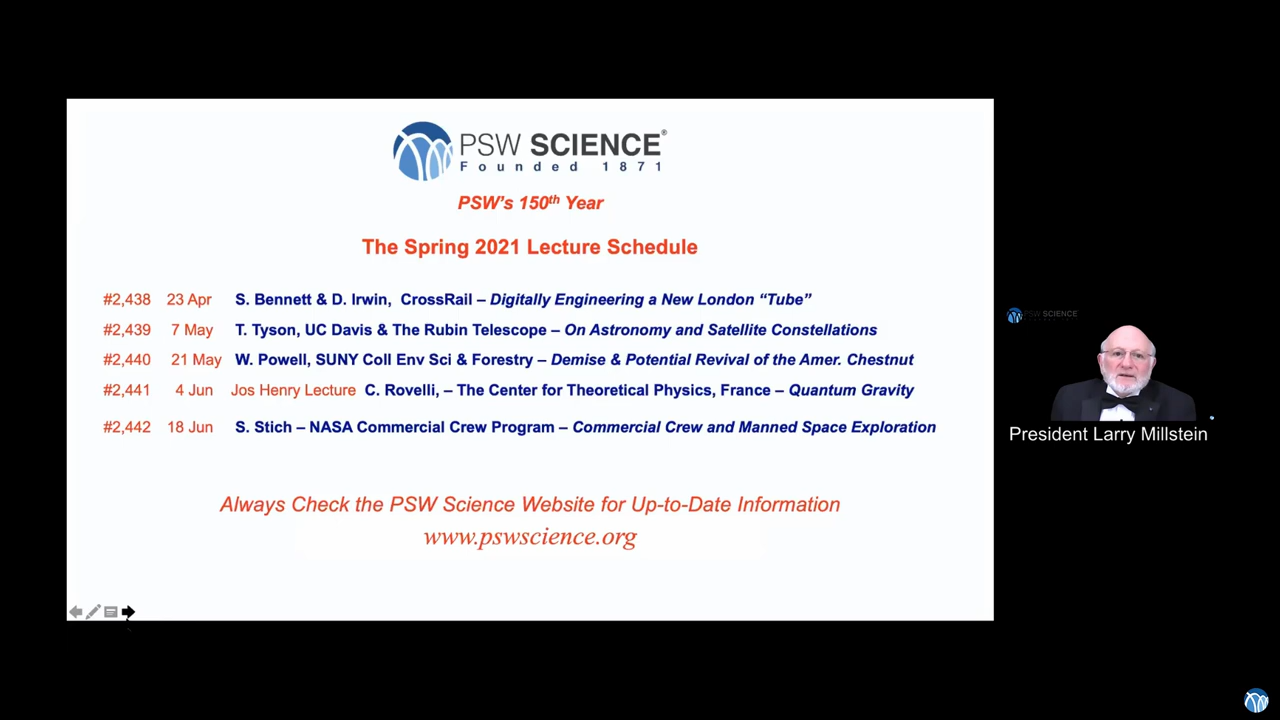 PSW SCIENCE®
Founded 1871
PSW's 150th Year
The Spring 2021 Lecture Schedule
#2,438 23 Apr S. Bennett & D. Irwin, CrossRail – Digitally Engineering a New London “Tube”
#2,439 7 May T. Tyson, UC Davis & The Rubin Telescope – On Astronomy and Satellite Constellations
#2,440 21 May W. Powell, SUNY Coll Env Sci & Forestry – Demise & Potential Revival of the Amer. Chestnut
#2,441 4 Jun Jos Henry Lecture C. Rovelli, – The Center for Theoretical Physics, France – Quantum Gravity
#2,442 18 Jun S. Stich – NASA Commercial Crew Program – Commercial Crew and Manned Space Exploration
Always Check the PSW Science Website for Up-to-Date Information
www.pswscience.org
PSW SCIENCE
President Larry Millstein